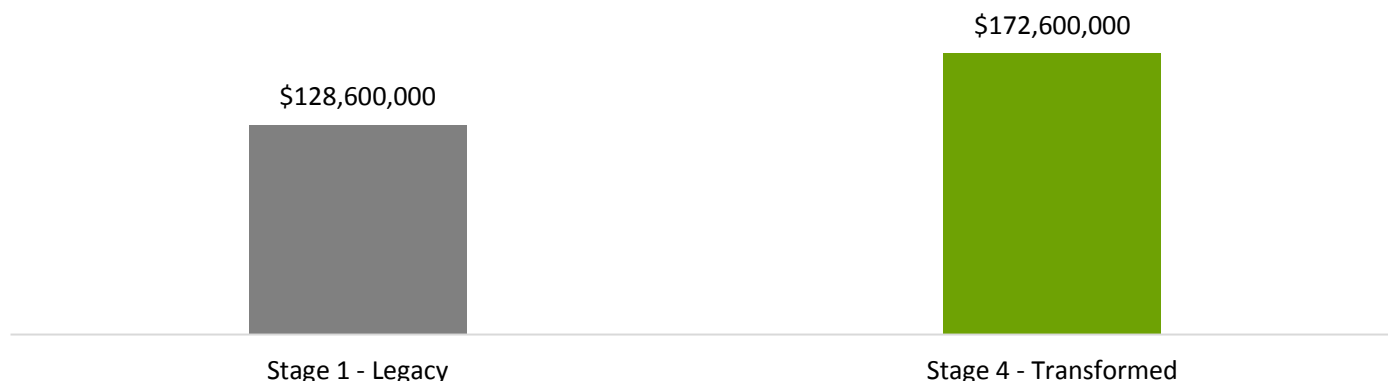 $172,600,000
$128,600,000
Stage 1 - Legacy
Stage 4 - Transformed